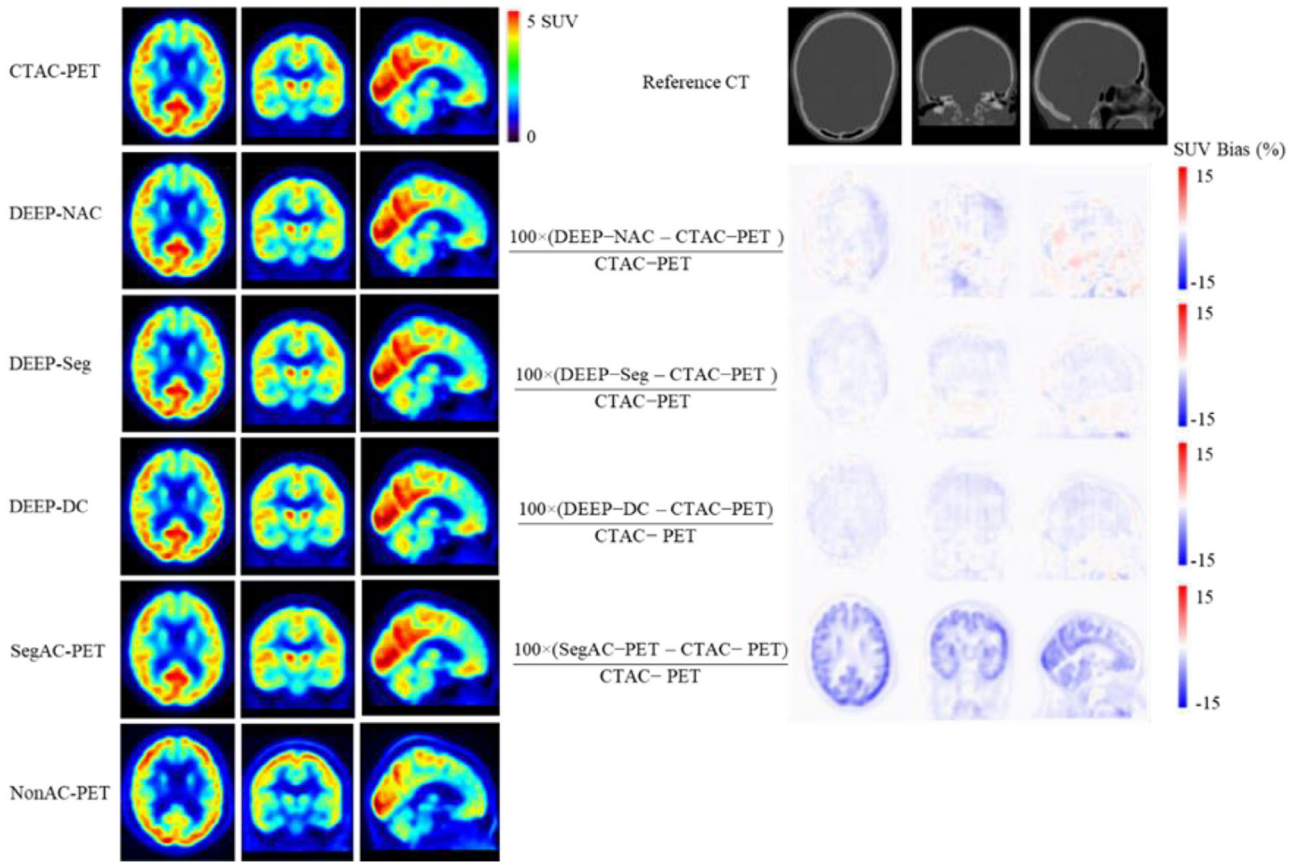 CTAC-PET
5 SUV
0
Reference CT
SUV Bias (%)
DEEP-NAC
100×(DEEP−NAC – CTAC−PET )
CTAC−PET
15
-15
DEEP-Seg
100×(DEEP−Seg – CTAC−PET )
CTAC−PET
15
-15
DEEP-DC
100×(DEEP−DC – CTAC−PET)
CTAC− PET
15
-15
SegAC-PET
100×(SegAC−PET – CTAC− PET)
CTAC− PET
15
-15
NonAC-PET